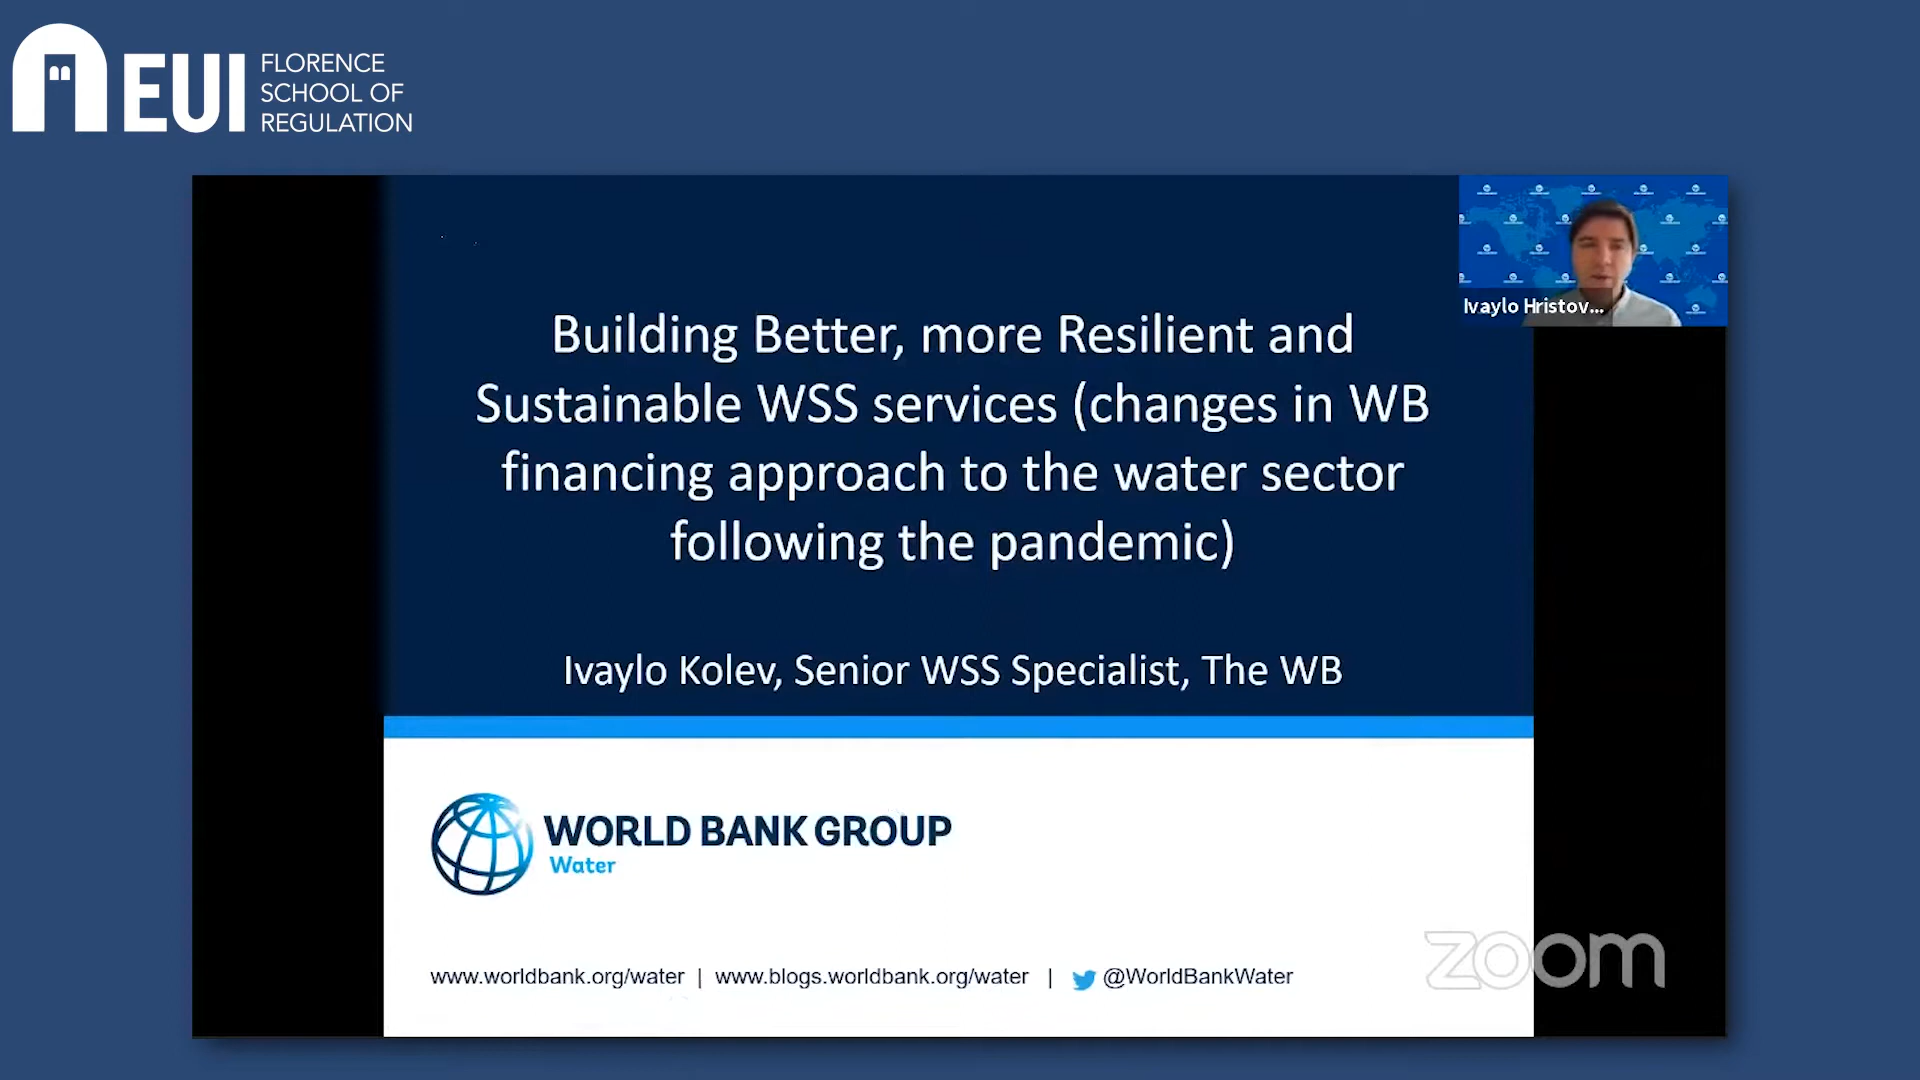 EUI
FLORENCE
SCHOOL OF
REGULATION
Ivaylo Hristov...
Building Better, more Resilient and
Sustainable WSS services (changes in WB
financing approach to the water sector
following the pandemic)
Ivaylo Kolev, Senior WSS Specialist, The WB
WORLD BANK GROUP
Water
www.worldbank.org/water | www.blogs.worldbank.org/water | @WorldBankWater
zoom